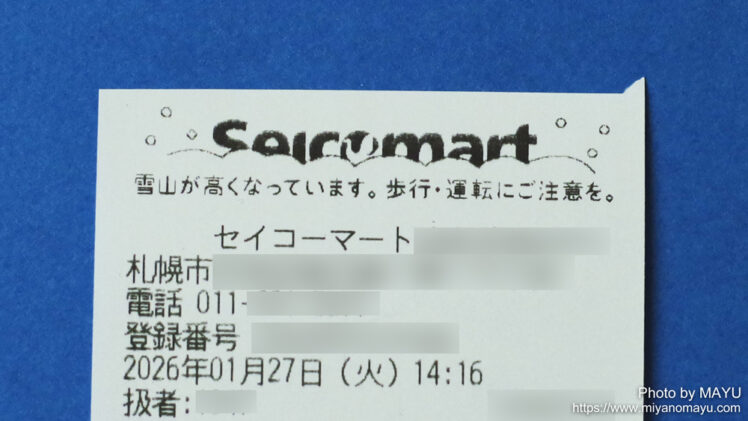 Seicomart
雪山が高くなっています。歩行・運転にご注意を。
セイコーマート
札幌市
電話 011-
登録番号
2026年01月27日（火）14:16
扱者:
Photo by MAYU
https://www.miyanomayu.com